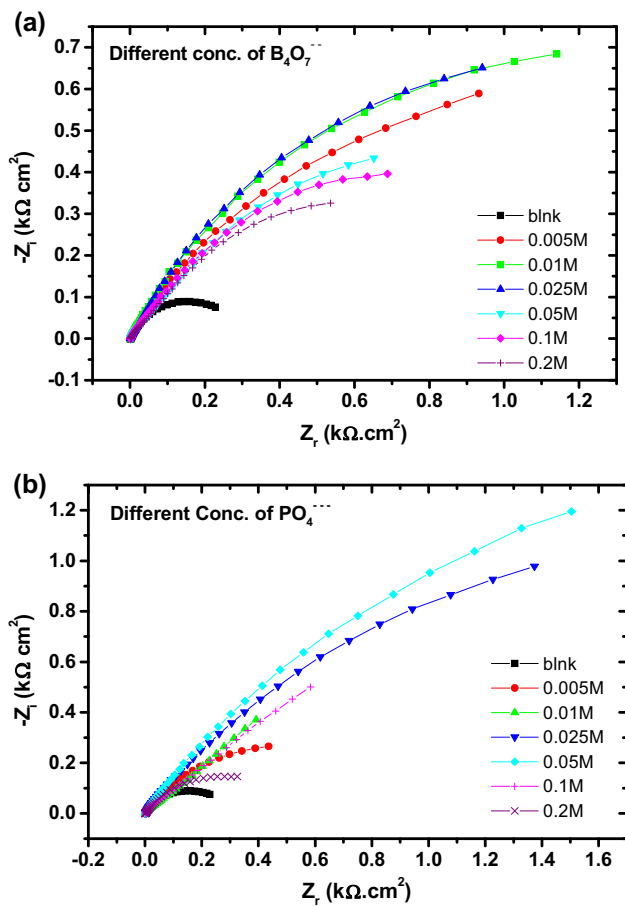 (a)
Different conc. of B₄O₇⁻⁻
-Zᵢ (kΩ cm²)
0.7
0.6
0.5
0.4
0.3
0.2
0.1
0.0
-0.1
blnk
0.005M
0.01M
0.025M
0.05M
0.1M
0.2M
0.0 0.2 0.4 0.6 0.8 1.0 1.2
Zᵣ (kΩ.cm²)
(b)
Different Conc. of PO₄⁻⁻⁻
-Zᵢ (kΩ cm²)
1.2
1.0
0.8
0.6
0.4
0.2
0.0
blnk
0.005M
0.01M
0.025M
0.05M
0.1M
0.2M
-0.2 0.0 0.2 0.4 0.6 0.8 1.0 1.2 1.4 1.6
Zᵣ (kΩ.cm²)